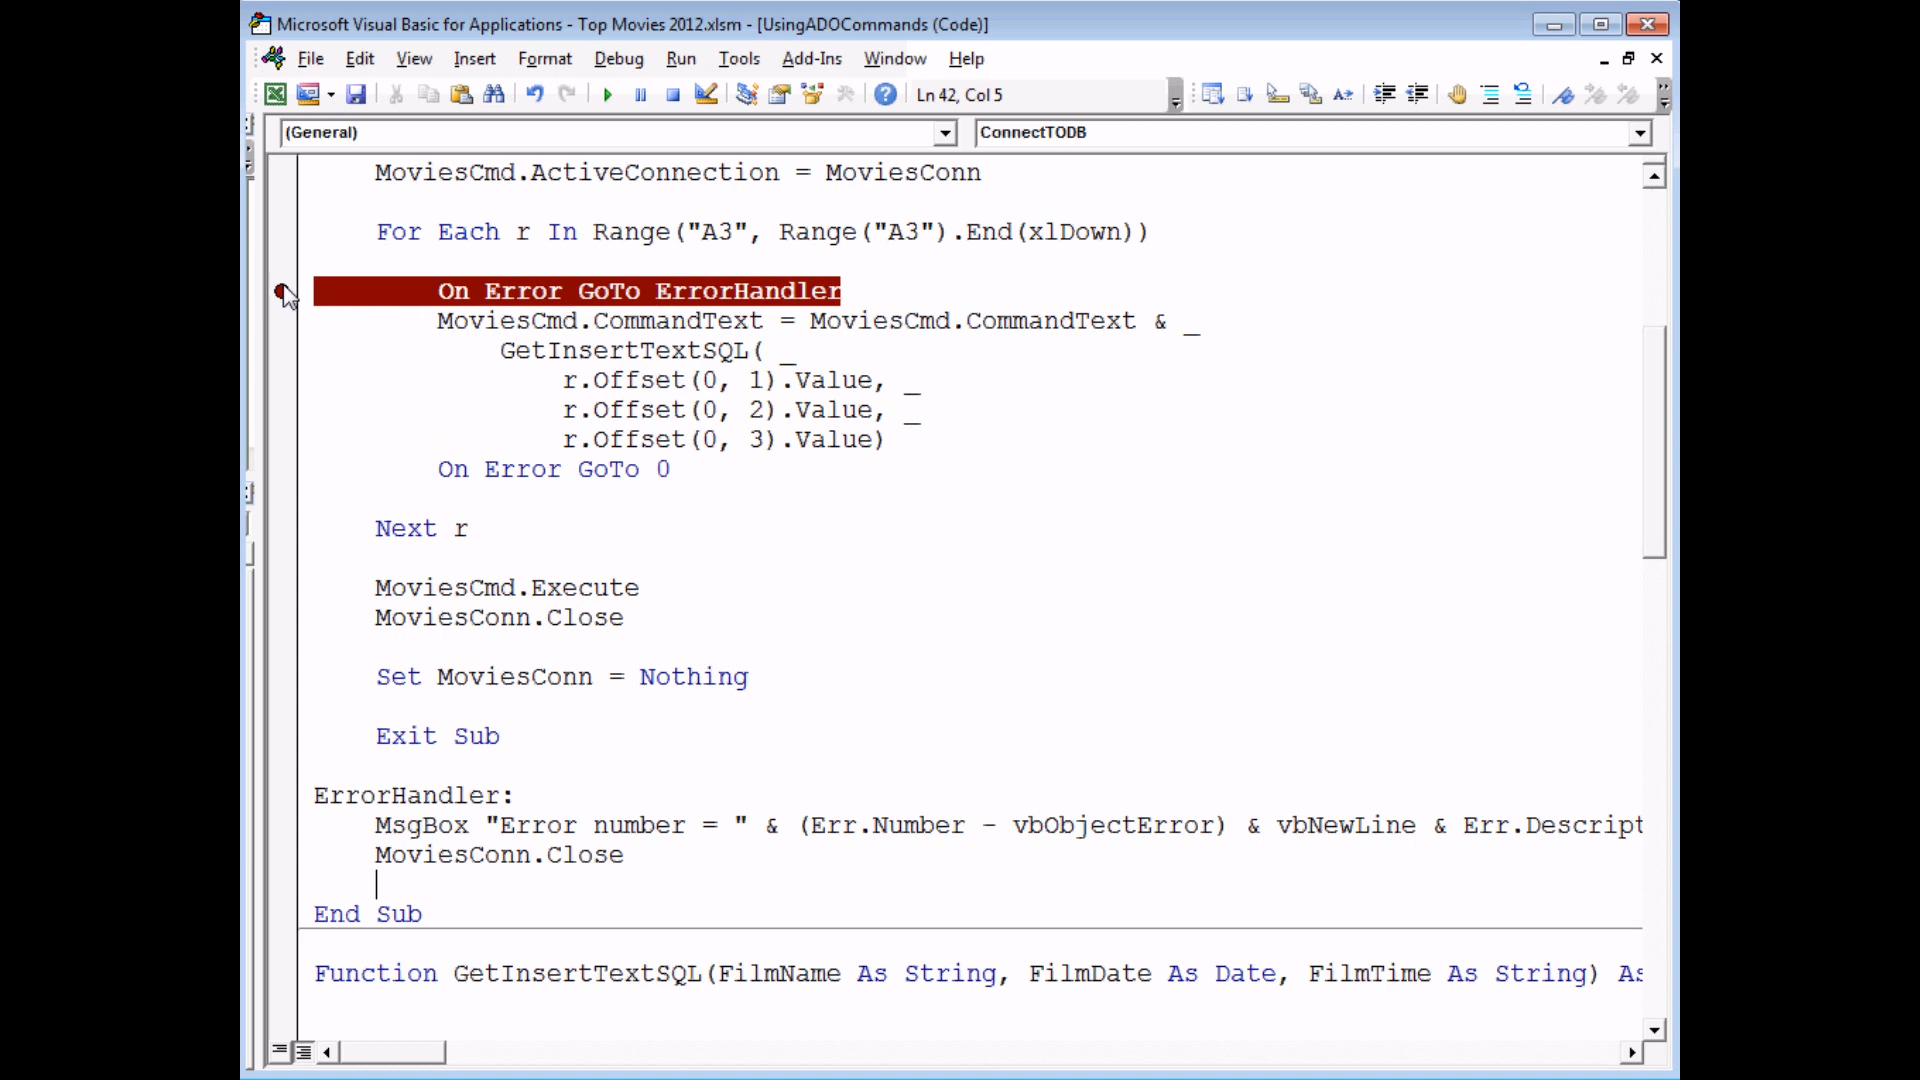 Microsoft Visual Basic for Applications - Top Movies 2012.xlsm - [UsingADOCommands (Code)]
File Edit View Insert Format Debug Run Tools Add-Ins Window Help
Ln 42, Col 5
(General) ConnectTODB
MoviesCmd.ActiveConnection = MoviesConn
For Each r In Range("A3", Range("A3").End(xlDown))
On Error GoTo ErrorHandler
MoviesCmd.CommandText = MoviesCmd.CommandText & _
GetInsertTextSQL( _
r.Offset(0, 1).Value, _
r.Offset(0, 2).Value, _
r.Offset(0, 3).Value)
On Error GoTo 0
Next r
MoviesCmd.Execute
MoviesConn.Close
Set MoviesConn = Nothing
Exit Sub
ErrorHandler:
MsgBox "Error number = " & (Err.Number - vbObjectError) & vbNewLine & Err.Descript
MoviesConn.Close
End Sub
Function GetInsertTextSQL(FilmName As String, FilmDate As Date, FilmTime As String) As